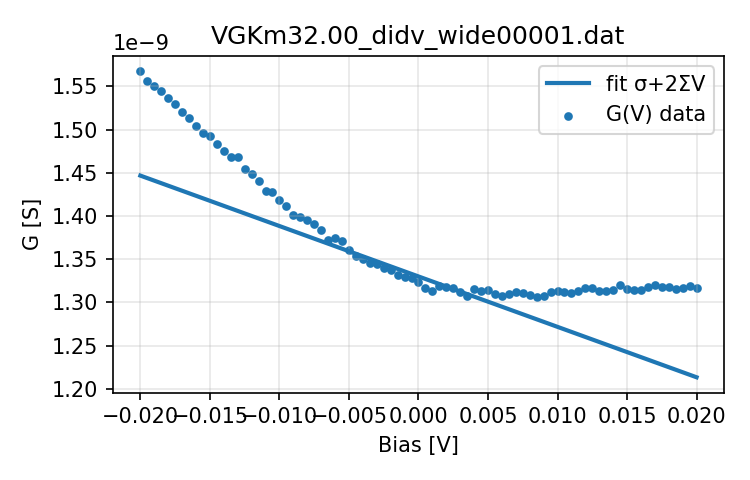 VGKm32.00_didv_wide00001.dat
1e−9
fit σ+2ΣV
G(V) data
1.55
1.50
1.45
1.40
1.35
1.30
1.25
1.20
G [S]
−0.020 −0.015 −0.010 −0.005 0.000 0.005 0.010 0.015 0.020
Bias [V]